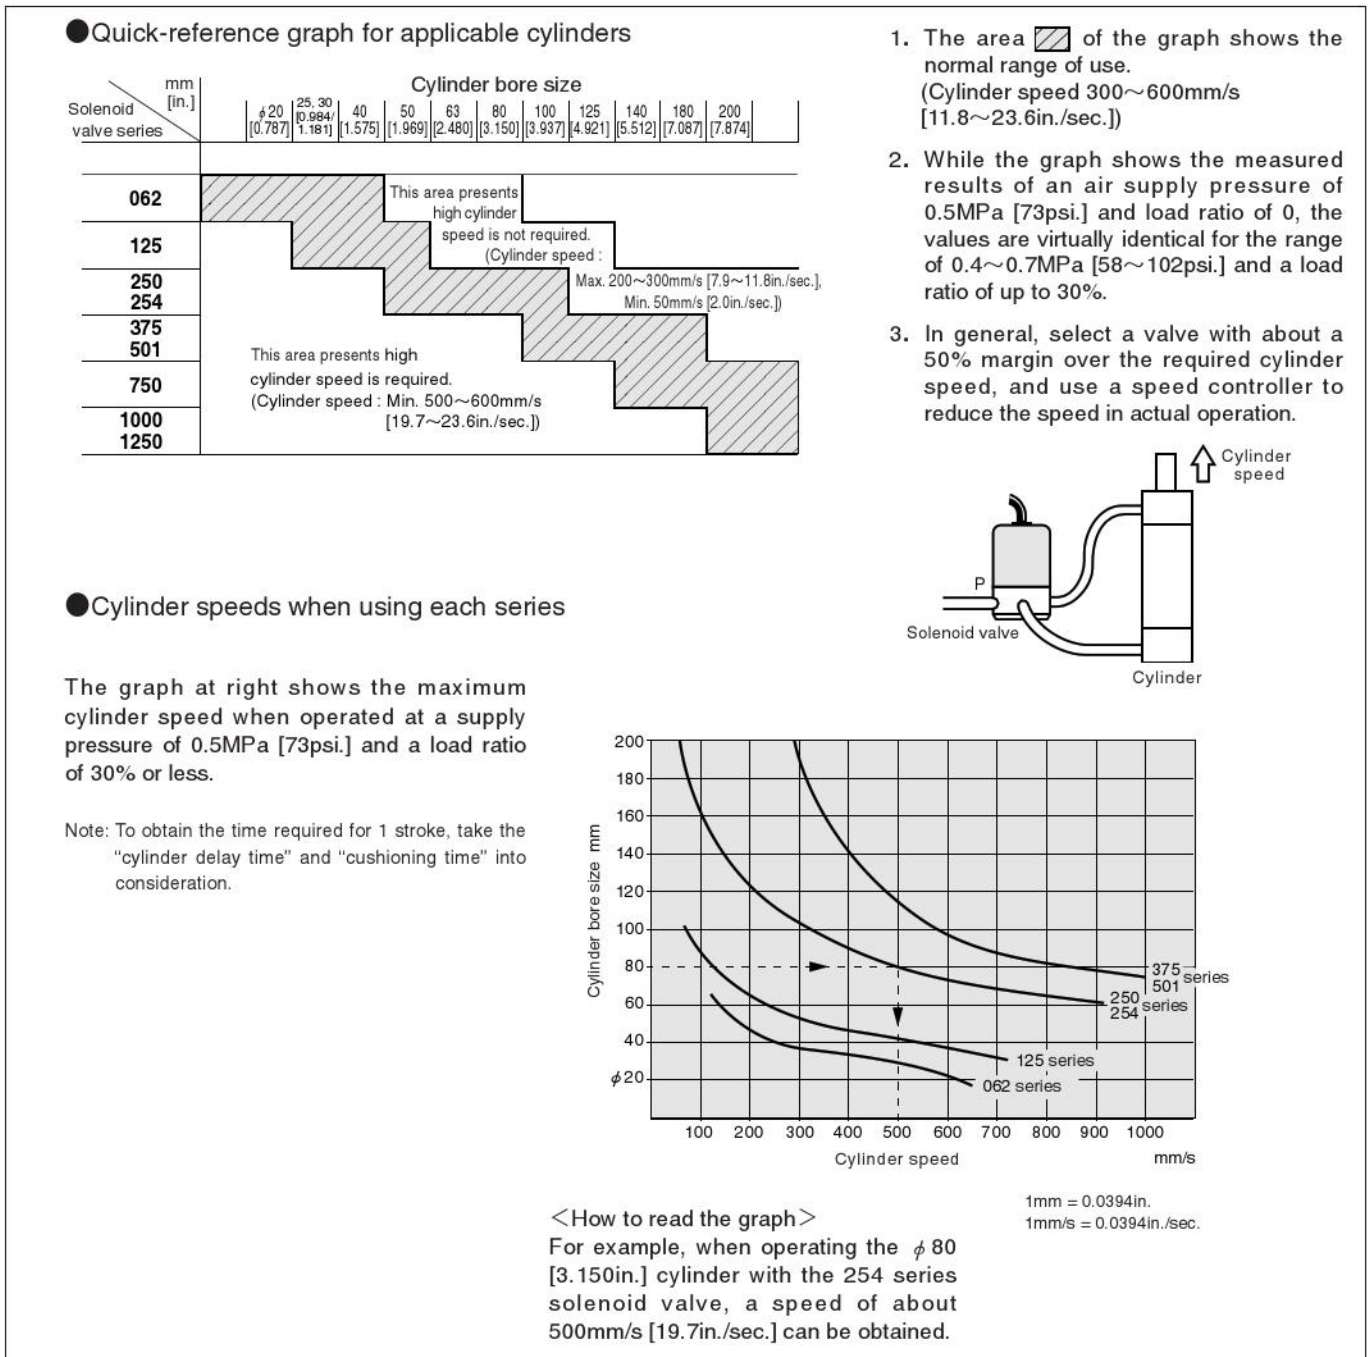 ●Quick-reference graph for applicable cylinders
mm
[in.]
Solenoid
valve series
Cylinder bore size
φ20
[0.787]
25, 30
[0.984/
1.181]
40
[1.575]
50
[1.969]
63
[2.480]
80
[3.150]
100
[3.937]
125
[4.921]
140
[5.512]
180
[7.087]
200
[7.874]
062
125
250
254
375
501
750
1000
1250
This area presents
high cylinder
speed is not required.
(Cylinder speed :
Max. 200～300mm/s [7.9～11.8in./sec.],
Min. 50mm/s [2.0in./sec.])
This area presents high
cylinder speed is required.
(Cylinder speed : Min. 500～600mm/s
[19.7～23.6in./sec.])
1. The area of the graph shows the
normal range of use.
(Cylinder speed 300～600mm/s
[11.8～23.6in./sec.])
2. While the graph shows the measured
results of an air supply pressure of
0.5MPa [73psi.] and load ratio of 0, the
values are virtually identical for the range
of 0.4～0.7MPa [58～102psi.] and a load
ratio of up to 30%.
3. In general, select a valve with about a
50% margin over the required cylinder
speed, and use a speed controller to
reduce the speed in actual operation.
Cylinder
speed
P
Solenoid valve
Cylinder
●Cylinder speeds when using each series
The graph at right shows the maximum
cylinder speed when operated at a supply
pressure of 0.5MPa [73psi.] and a load ratio
of 30% or less.
Note: To obtain the time required for 1 stroke, take the
“cylinder delay time” and “cushioning time” into
consideration.
Cylinder bore size mm
200
180
160
140
120
100
80
60
40
φ20
375
501 series
250
254 series
125 series
062 series
100 200 300 400 500 600 700 800 900 1000
Cylinder speed mm/s
1mm = 0.0394in.
1mm/s = 0.0394in./sec.
＜How to read the graph＞
For example, when operating the φ80
[3.150in.] cylinder with the 254 series
solenoid valve, a speed of about
500mm/s [19.7in./sec.] can be obtained.